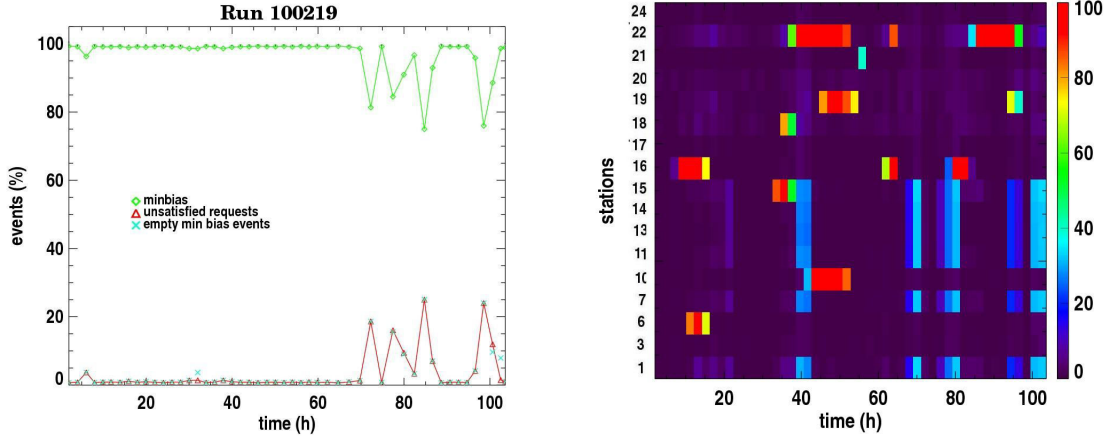 Run 100219
100
80
60
40
20
0
events (%)
minbias
unsatisfied requests
empty min bias events
20 40 60 80 100
time (h)
24
22
21
20
19
18
17
16
15
14
13
11
10
7
6
3
1
stations
20 40 60 80 100
time (h)
100
80
60
40
20
0